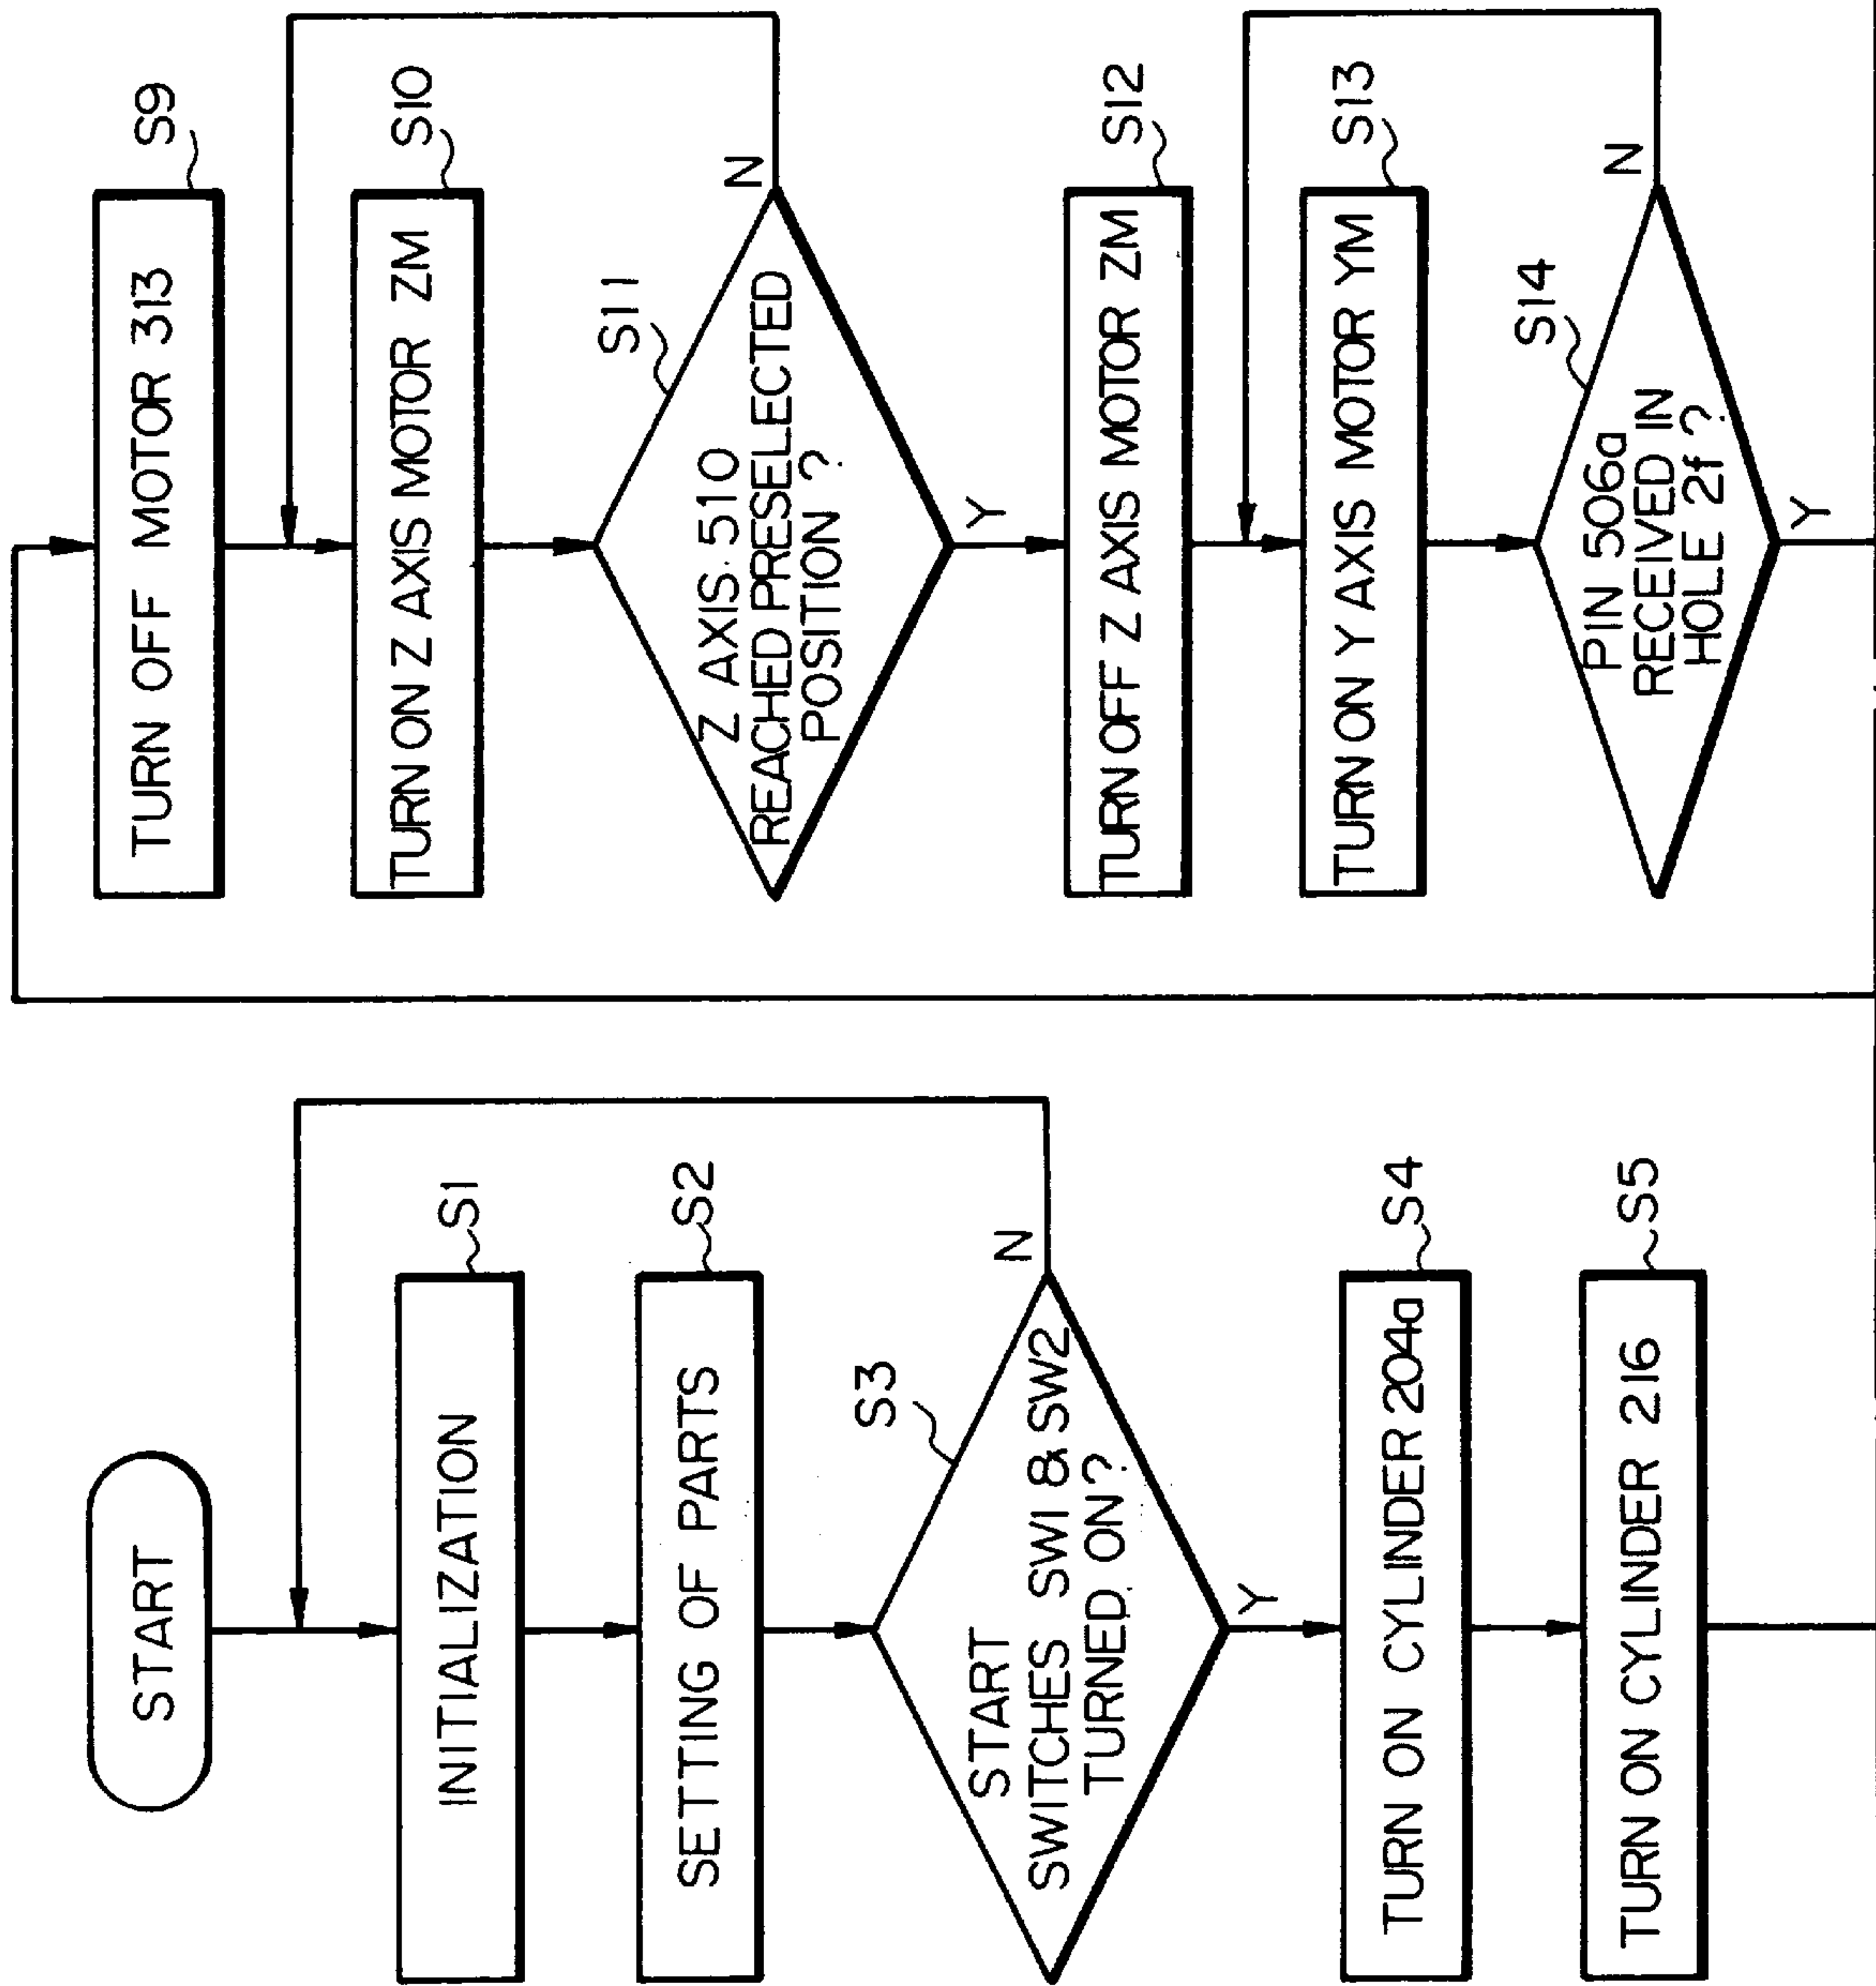 START
INITIALIZATION
S1
SETTING OF PARTS
S2
S3
START
SWITCHES SW1 & SW2
TURNED ON?
N
Y
TURN ON CYLINDER 204a
S4
TURN ON CYLINDER 216
S5
TURN OFF MOTOR 313
S9
TURN ON Z AXIS MOTOR ZM
S10
S11
Z AXIS 510
REACHED PRESELECTED
POSITION ?
N
Y
TURN OFF Z AXIS MOTOR ZM
S12
TURN ON Y AXIS MOTOR YM
S13
S14
PIN 506a
RECEIVED IN
HOLE 2f ?
N
Y